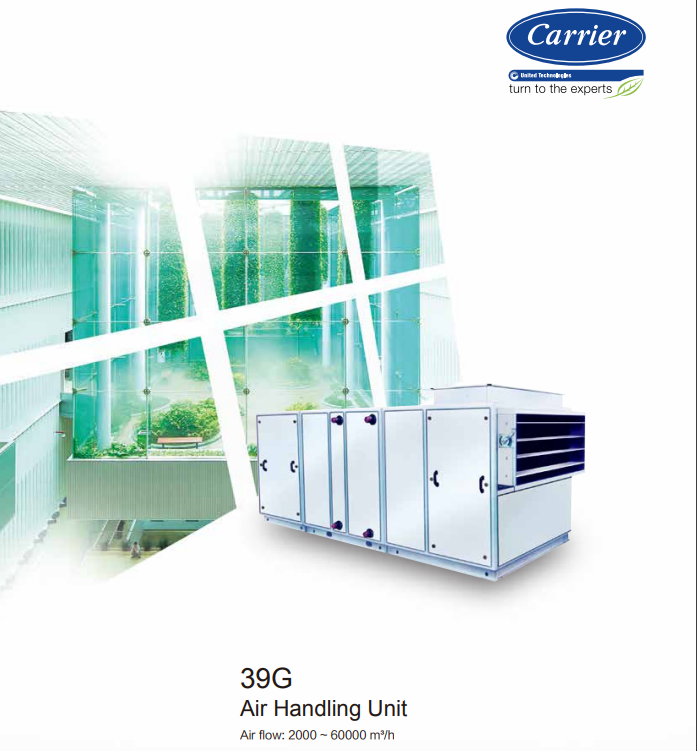 Carrier
United Technologies
turn to the experts
39G
Air Handling Unit
Air flow: 2000 ~ 60000 m³/h